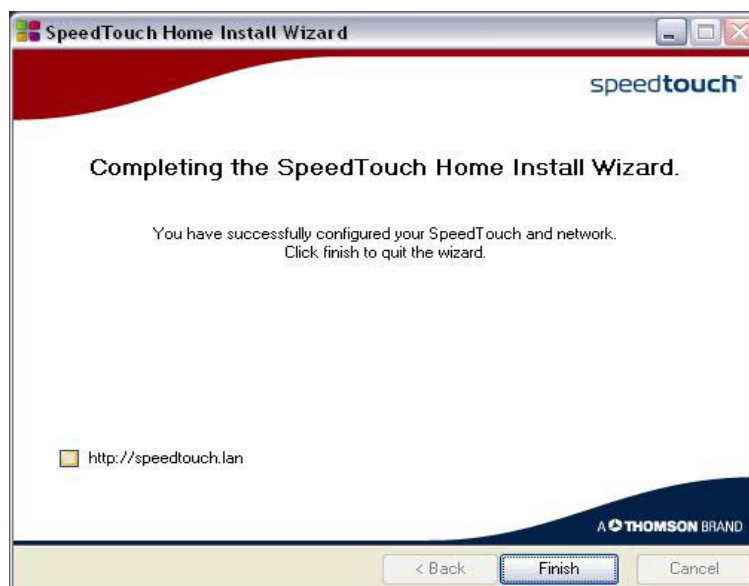 SpeedTouch Home Install Wizard
speedtouch™
Completing the SpeedTouch Home Install Wizard.
You have successfully configured your SpeedTouch and network.
Click finish to quit the wizard.
http://speedtouch.lan
A THOMSON BRAND
< Back
Finish
Cancel